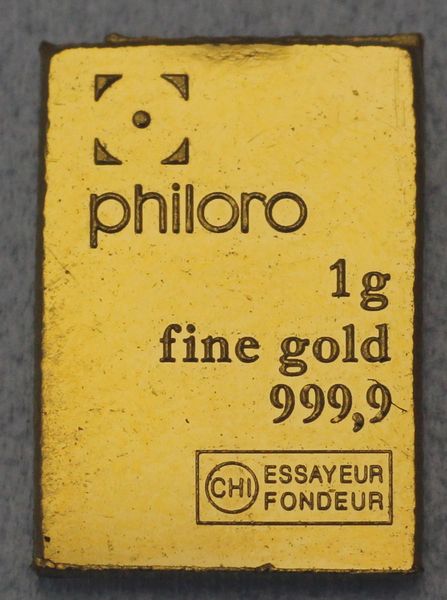 philoro
1g
fine gold
999,9
CHI ESSAYEUR
FONDEUR